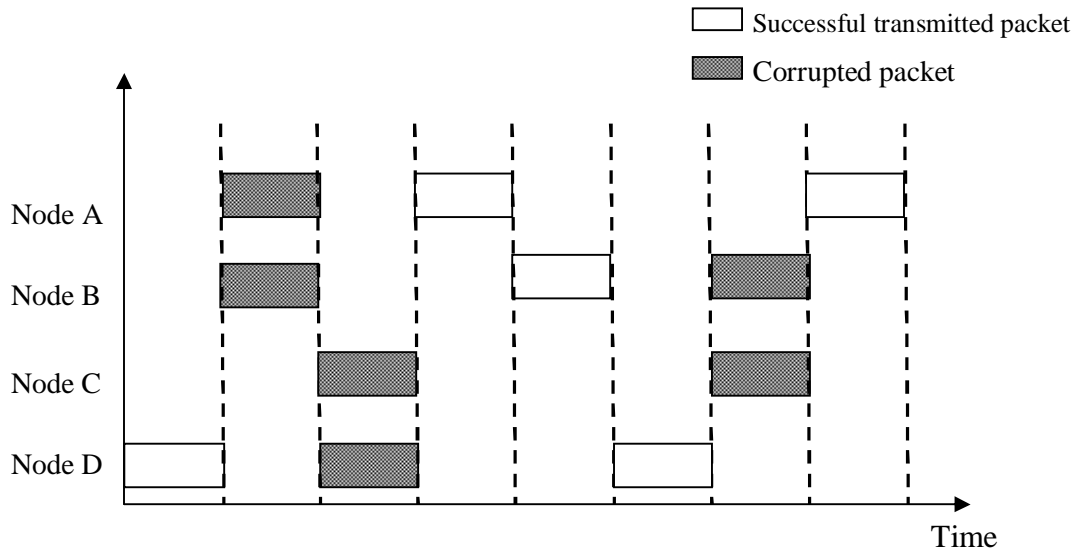 Successful transmitted packet
Corrupted packet
Node A
Node B
Node C
Node D
Time